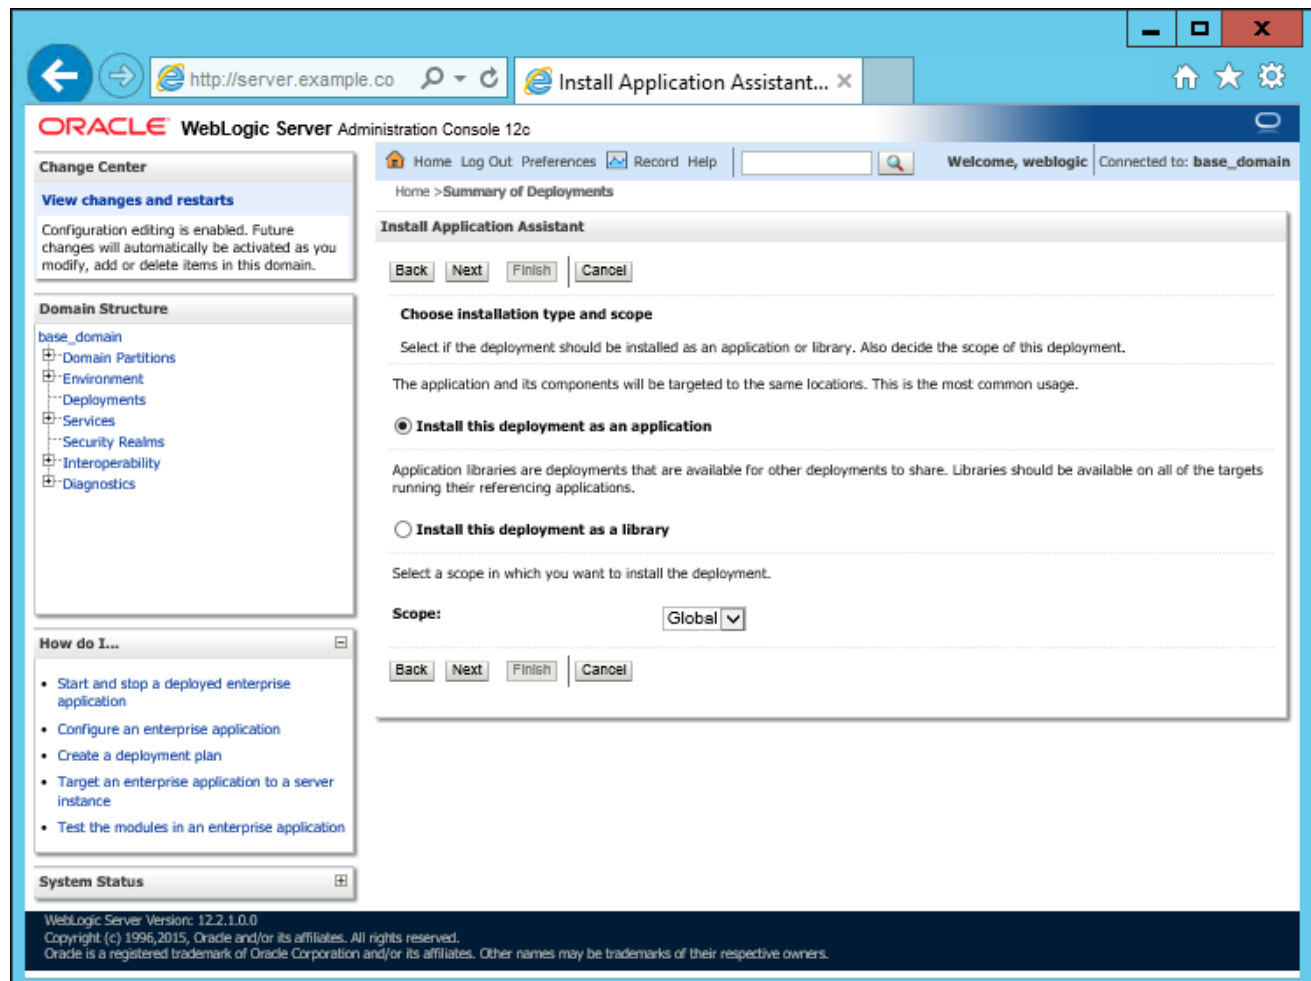 http://server.example.co
Install Application Assistant...
ORACLE WebLogic Server Administration Console 12c
Change Center
View changes and restarts
Configuration editing is enabled. Future
changes will automatically be activated as you
modify, add or delete items in this domain.
Domain Structure
base_domain
Domain Partitions
Environment
Deployments
Services
Security Realms
Interoperability
Diagnostics
How do I...
Start and stop a deployed enterprise
application
Configure an enterprise application
Create a deployment plan
Target an enterprise application to a server
instance
Test the modules in an enterprise application
System Status
Home Log Out Preferences Record Help
Welcome, weblogic Connected to: base_domain
Home >Summary of Deployments
Install Application Assistant
Back Next Finish Cancel
Choose installation type and scope
Select if the deployment should be installed as an application or library. Also decide the scope of this deployment.
The application and its components will be targeted to the same locations. This is the most common usage.
Install this deployment as an application
Application libraries are deployments that are available for other deployments to share. Libraries should be available on all of the targets
running their referencing applications.
Install this deployment as a library
Select a scope in which you want to install the deployment.
Scope: Global
Back Next Finish Cancel
WebLogic Server Version: 12.2.1.0.0
Copyright (c) 1996,2015, Oracle and/or its affiliates. All rights reserved.
Oracle is a registered trademark of Oracle Corporation and/or its affiliates. Other names may be trademarks of their respective owners.